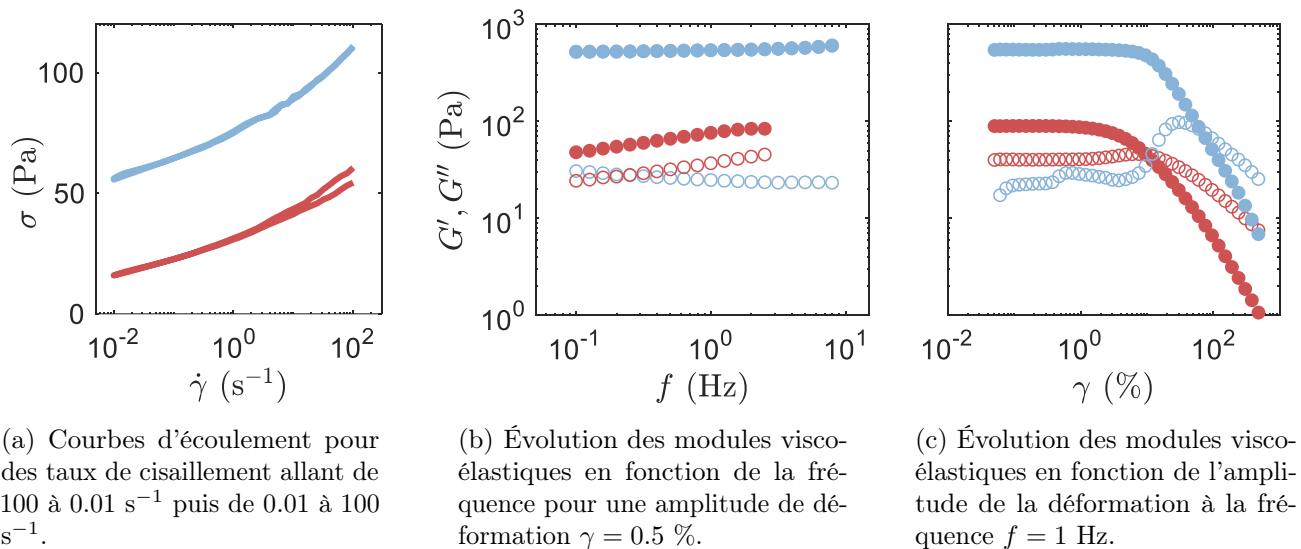 100
50
0
σ (Pa)
10⁻² 10⁰ 10²
γ̇ (s⁻¹)
10³
10²
10¹
10⁰
G′, G″ (Pa)
10⁻¹ 10⁰ 10¹
f (Hz)
10⁻² 10⁰ 10²
γ (%)
(a) Courbes d'écoulement pour
des taux de cisaillement allant de
100 à 0.01 s⁻¹ puis de 0.01 à 100
s⁻¹.
(b) Évolution des modules visco-
élastiques en fonction de la fré-
quence pour une amplitude de dé-
formation γ = 0.5 %.
(c) Évolution des modules visco-
élastiques en fonction de l'ampli-
tude de la déformation à la fré-
quence f = 1 Hz.